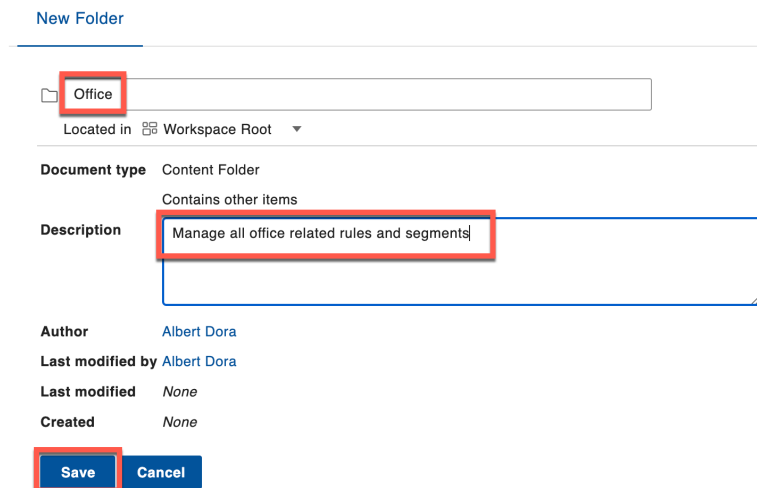 New Folder
Office
Located in Workspace Root
Document type Content Folder
Contains other items
Description Manage all office related rules and segments
Author Albert Dora
Last modified by Albert Dora
Last modified None
Created None
Save Cancel